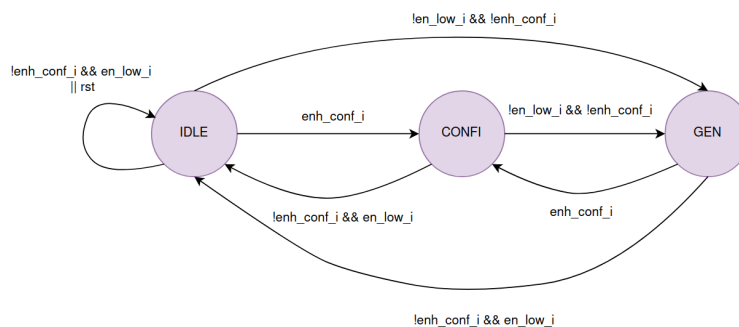 !en_low_i && !enh_conf_i
!enh_conf_i && en_low_i
|| rst
enh_conf_i
!en_low_i && !enh_conf_i
IDLE
CONFI
GEN
!enh_conf_i && en_low_i
enh_conf_i
!enh_conf_i && en_low_i